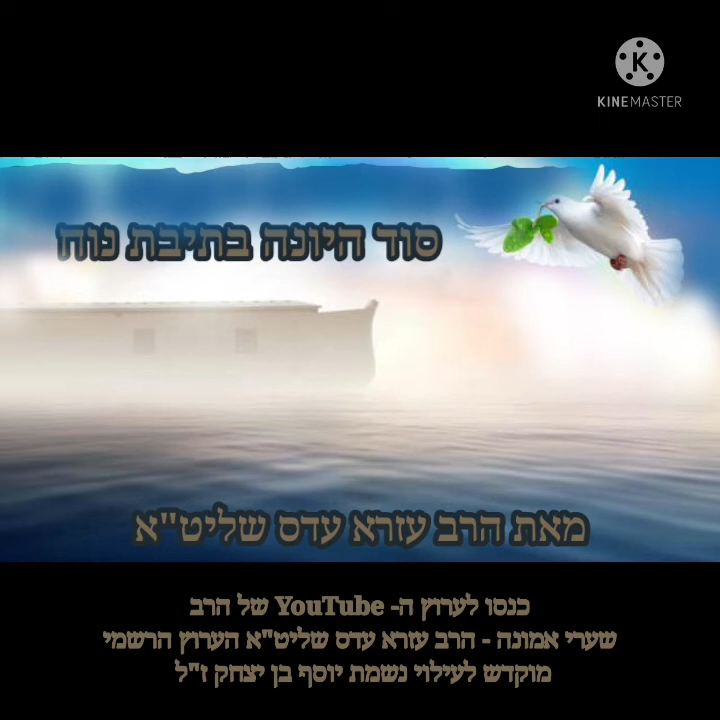 KINEMASTER
סוד היונה בתיבת נוח
מאת הרב עזרא עדס שליט"א
כנסו לערוץ ה- YouTube של הרב
שערי אמונה - הרב עזרא עדס שליט"א הערוץ הרשמי
מוקדש לעילוי נשמת יוסף בן יצחק ז"ל